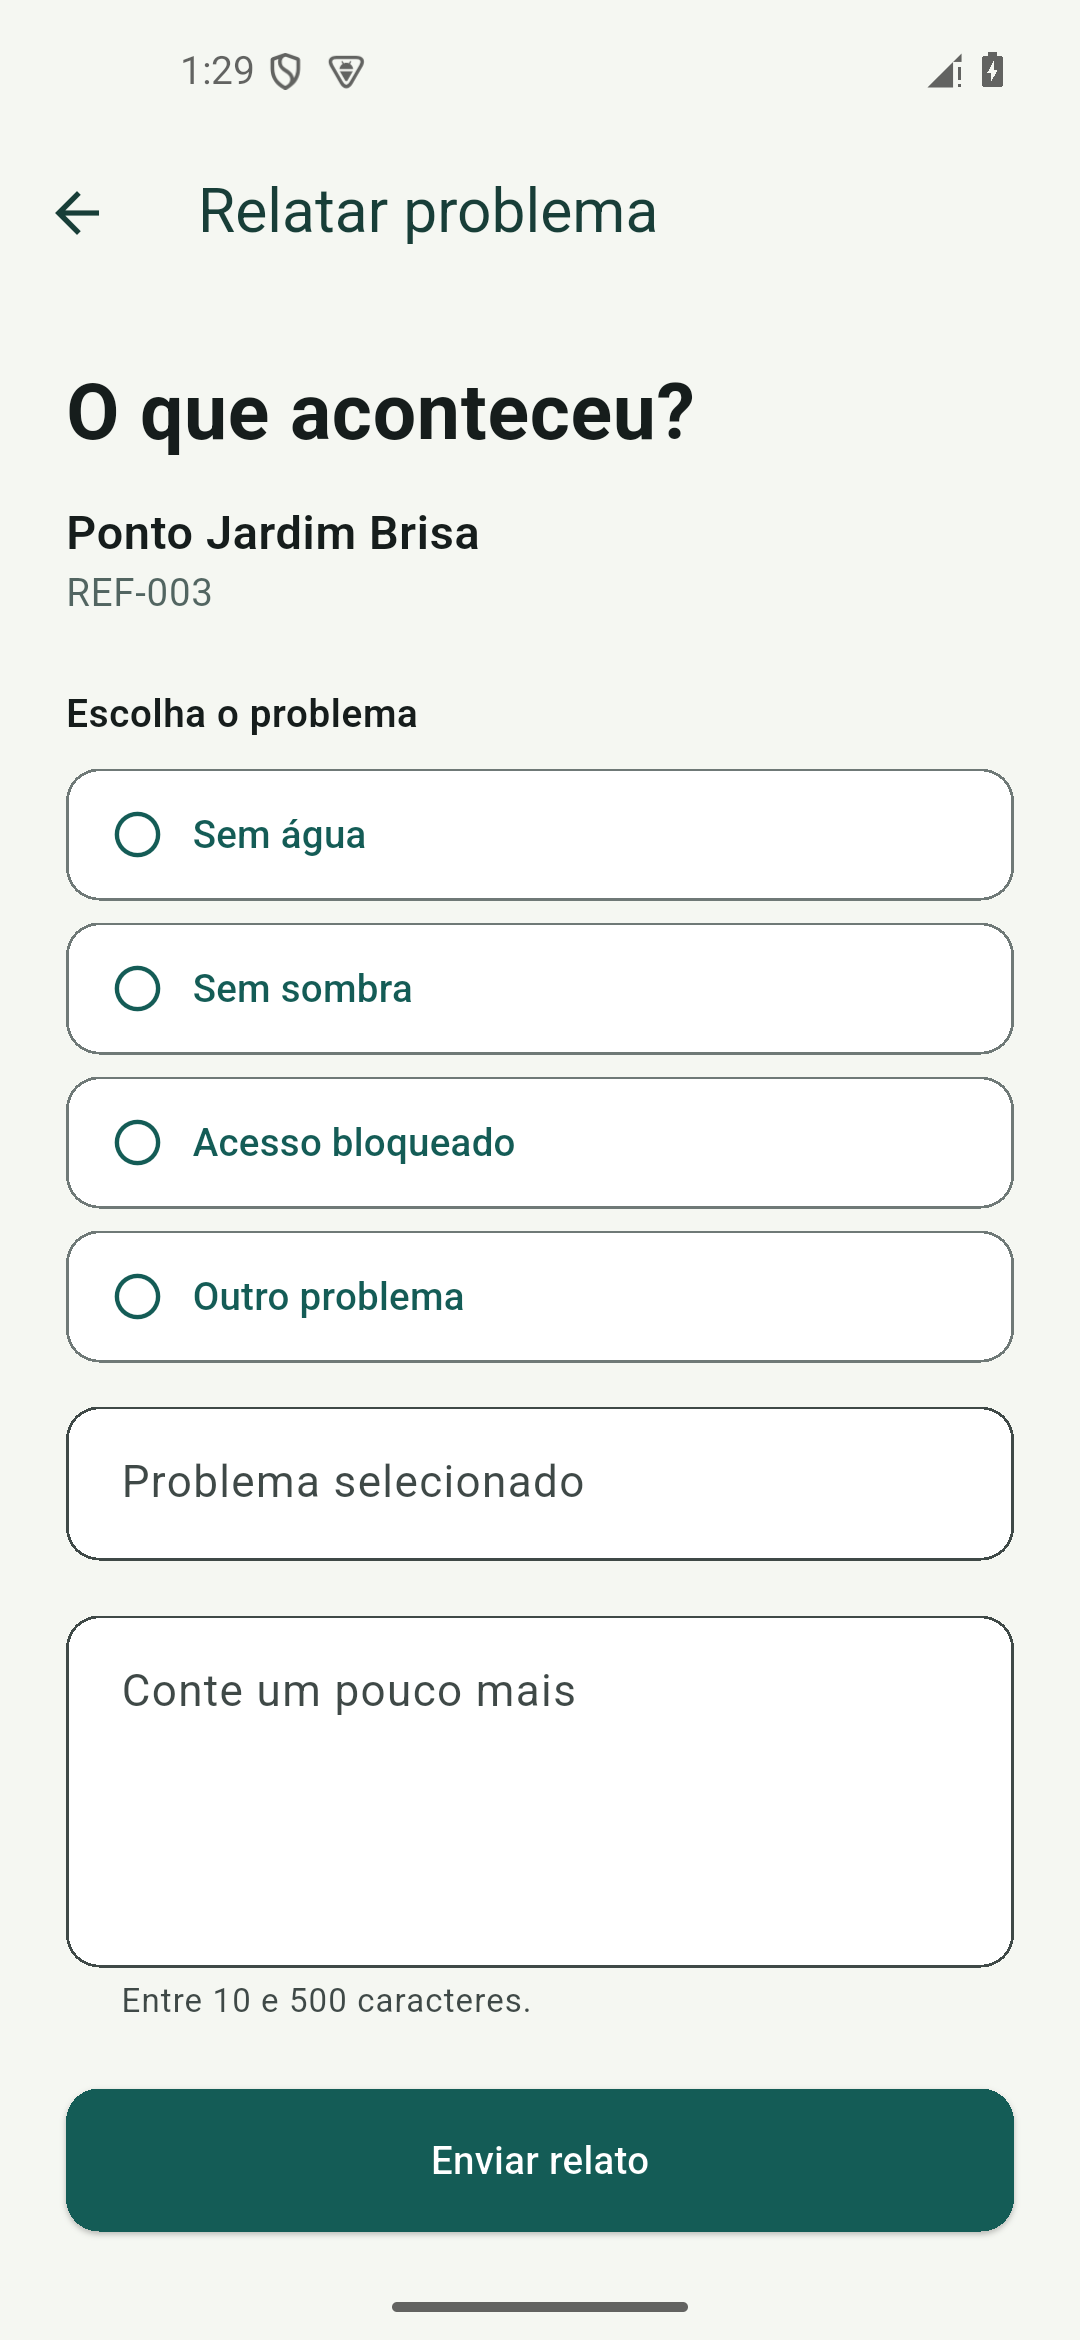 1:29
Relatar problema
O que aconteceu?
Ponto Jardim Brisa
REF-003
Escolha o problema
Sem água
Sem sombra
Acesso bloqueado
Outro problema
Problema selecionado
Conte um pouco mais
Entre 10 e 500 caracteres.
Enviar relato